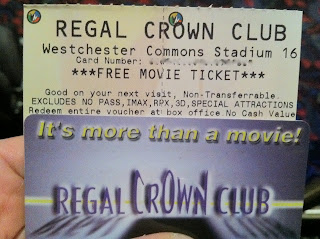 REGAL CROWN CLUB
Westchester Commons Stadium 16
Card Number:
***FREE MOVIE TICKET***
Good on your next visit, Non-Transferrable.
EXCLUDES NO PASS,IMAX,RPX,3D,SPECIAL ATTRACTIONS
Redeem entire voucher at box office.No Cash Value
It's more than a movie!
REGAL CROWN CLUB